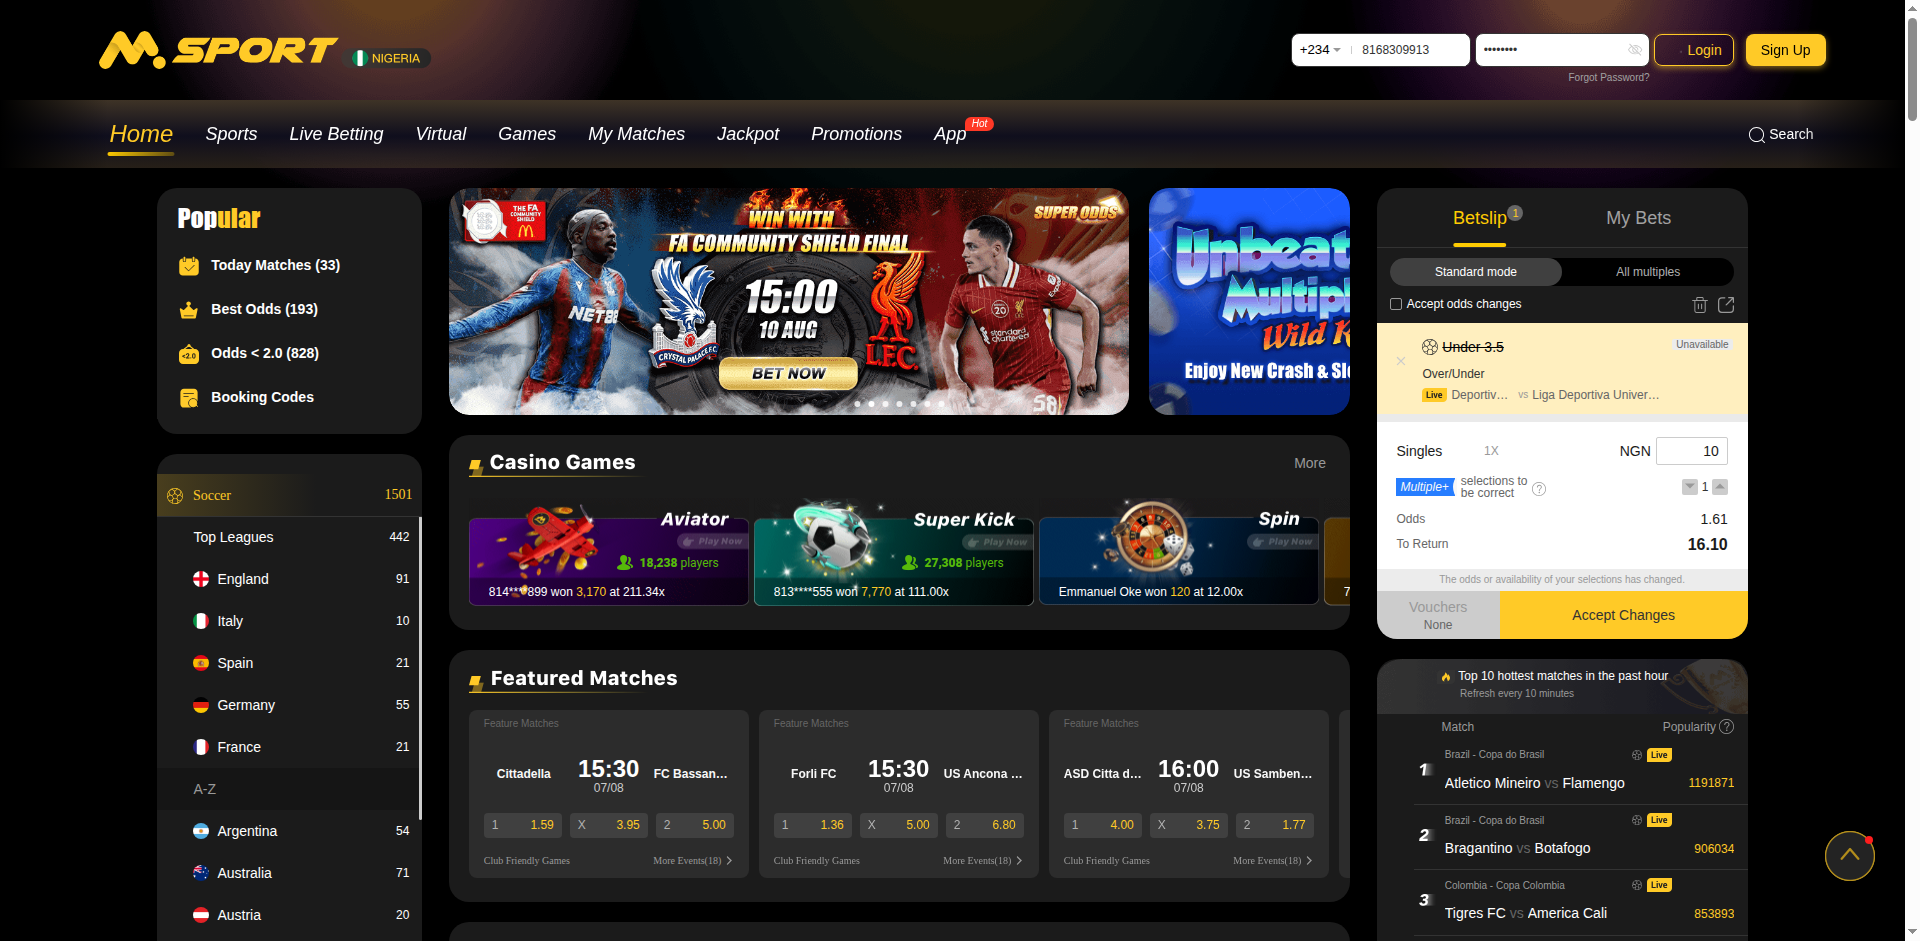 M.SPORT
NIGERIA
+234 8168309913 •••••••• Login Sign Up
Forgot Password?
Home Sports Live Betting Virtual Games My Matches Jackpot Promotions App Hot Search
Popular
Today Matches (33)
Best Odds (193)
<2.0 Odds < 2.0 (828)
Booking Codes
Soccer 1501
Top Leagues 442
England 91
Italy 10
Spain 21
Germany 55
France 21
A-Z
Argentina 54
Australia 71
Austria 20
THE FA
COMMUNITY
SHIELD
SUPER ODDS
WIN WITH
FA COMMUNITY SHIELD FINAL
15:00
10 AUG
BET NOW
NET88
CRYSTAL PALACE F.C.
L.F.C.
standard
chartered
Unbeat
Multipl
Wild K
Enjoy New Crash & Slo
Casino Games More
Aviator
Play Now
18,238 players
814****899 won 3,170 at 211.34x
Super Kick
Play Now
27,308 players
813****555 won 7,770 at 111.00x
Spin
Play Now
Emmanuel Oke won 120 at 12.00x
7
Featured Matches
Feature Matches
Cittadella 15:30 FC Bassan...
07/08
1 1.59 X 3.95 2 5.00
Club Friendly Games More Events(18)
Feature Matches
Forli FC 15:30 US Ancona ...
07/08
1 1.36 X 5.00 2 6.80
Club Friendly Games More Events(18)
Feature Matches
ASD Citta d... 16:00 US Samben...
07/08
1 4.00 X 3.75 2 1.77
Club Friendly Games More Events(18)
Betslip 1 My Bets
Standard mode All multiples
Accept odds changes
Under 3.5 Unavailable
Over/Under
Live Deportiv... vs Liga Deportiva Univer...
Singles 1X NGN 10
Multiple+ selections to
be correct ? 1
Odds 1.61
To Return 16.10
The odds or availability of your selections has changed.
Vouchers
None
Accept Changes
Top 10 hottest matches in the past hour
Refresh every 10 minutes
Match Popularity ?
Brazil - Copa do Brasil Live
1 Atletico Mineiro vs Flamengo 1191871
Brazil - Copa do Brasil Live
2 Bragantino vs Botafogo 906034
Colombia - Copa Colombia Live
3 Tigres FC vs America Cali 853893